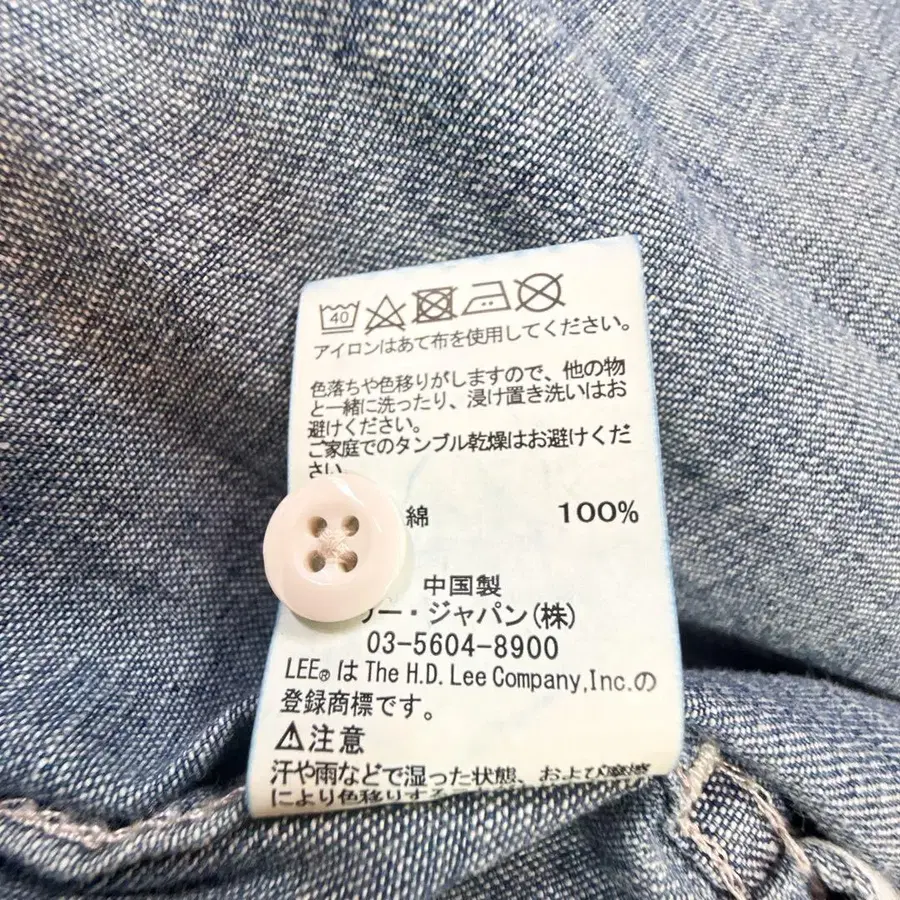 40
アイロンはあて布を使用してください。
色落ちや色移りがしますので、他の物
と一緒に洗ったり、浸け置き洗いはお
避けください。
ご家庭でのタンブル乾燥はお避けくだ
さい
綿 100%
中国製
リー・ジャパン(株)
03-5604-8900
LEE® は The H.D. Lee Company,Inc.の
登録商標です。
⚠注意
汗や雨などで湿った状態、および摩擦
により色移りする